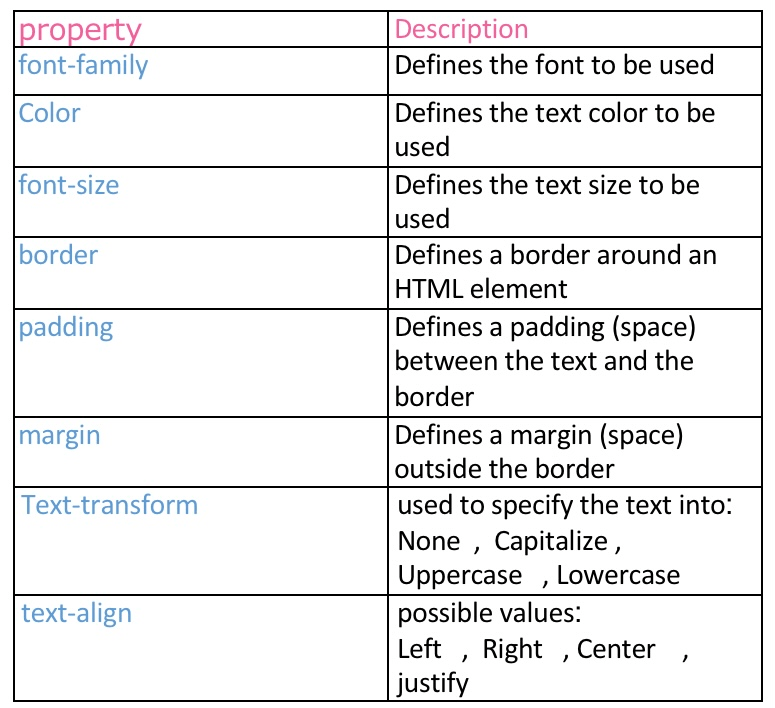 property Description
font-family Defines the font to be used
Color Defines the text color to be
used
font-size Defines the text size to be
used
border Defines a border around an
HTML element
padding Defines a padding (space)
between the text and the
border
margin Defines a margin (space)
outside the border
Text-transform used to specify the text into:
None , Capitalize ,
Uppercase , Lowercase
text-align possible values:
Left , Right , Center ,
justify